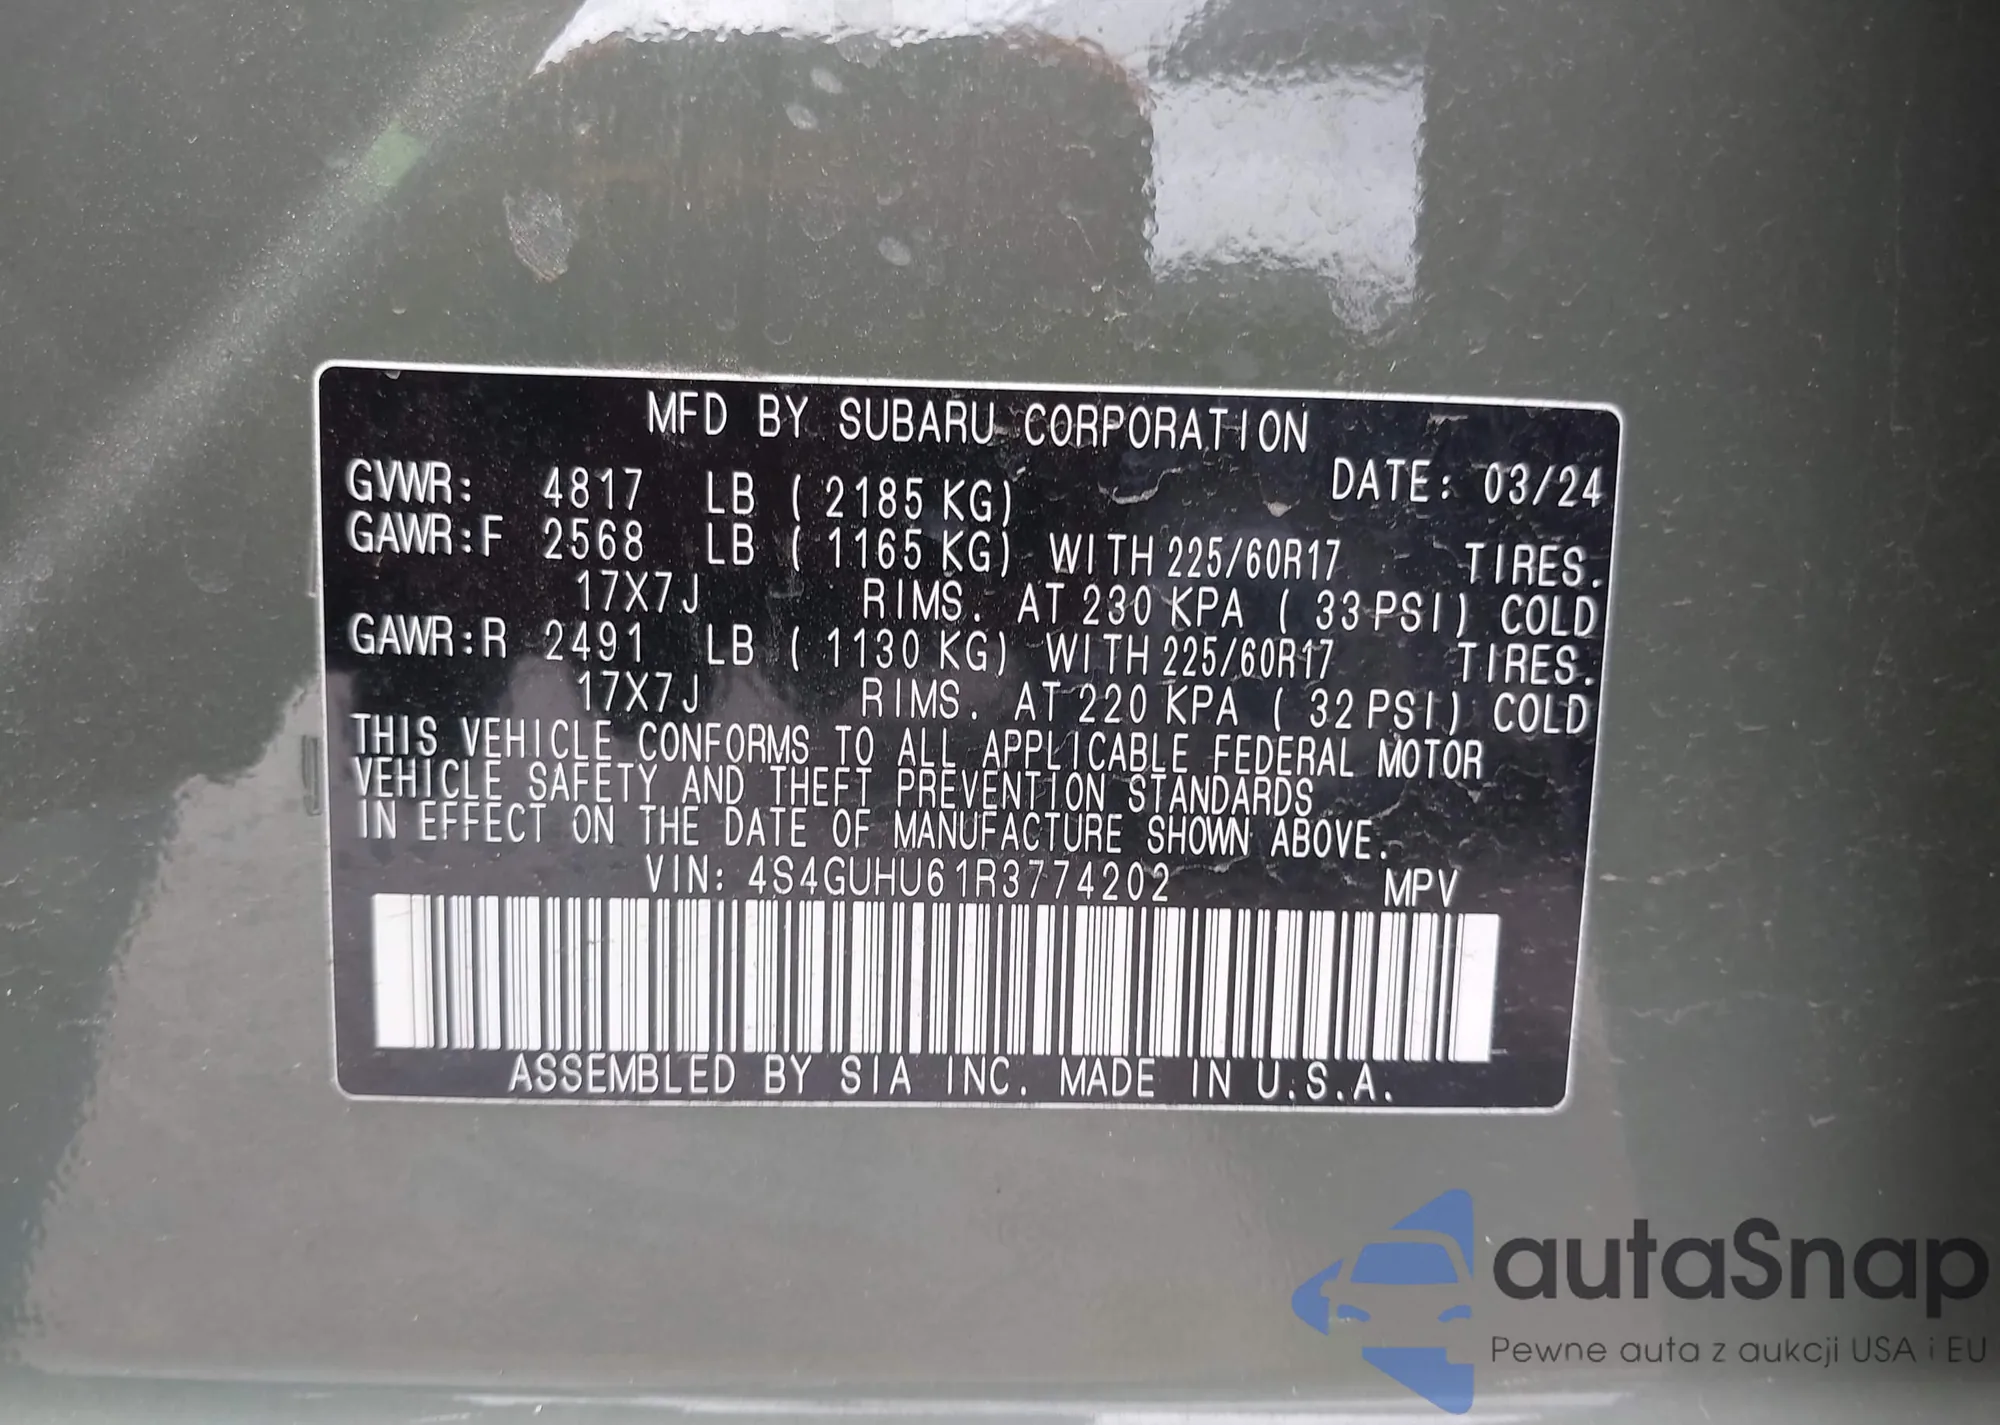 MFD BY SUBARU CORPORATION
GVWR: 4817 LB ( 2185 KG) DATE: 03/24
GAWR:F 2568 LB ( 1165 KG) WITH 225/60R17 TIRES.
17X7J RIMS. AT 230 KPA ( 33 PSI) COLD
GAWR:R 2491 LB ( 1130 KG) WITH 225/60R17 TIRES.
17X7J RIMS. AT 220 KPA ( 32 PSI) COLD
THIS VEHICLE CONFORMS TO ALL APPLICABLE FEDERAL MOTOR
VEHICLE SAFETY AND THEFT PREVENTION STANDARDS
IN EFFECT ON THE DATE OF MANUFACTURE SHOWN ABOVE.
VIN: 4S4GUHU61R3774202 MPV
ASSEMBLED BY SIA INC. MADE IN U.S.A.
autaSnap
Pewne auta z aukcji USA i EU